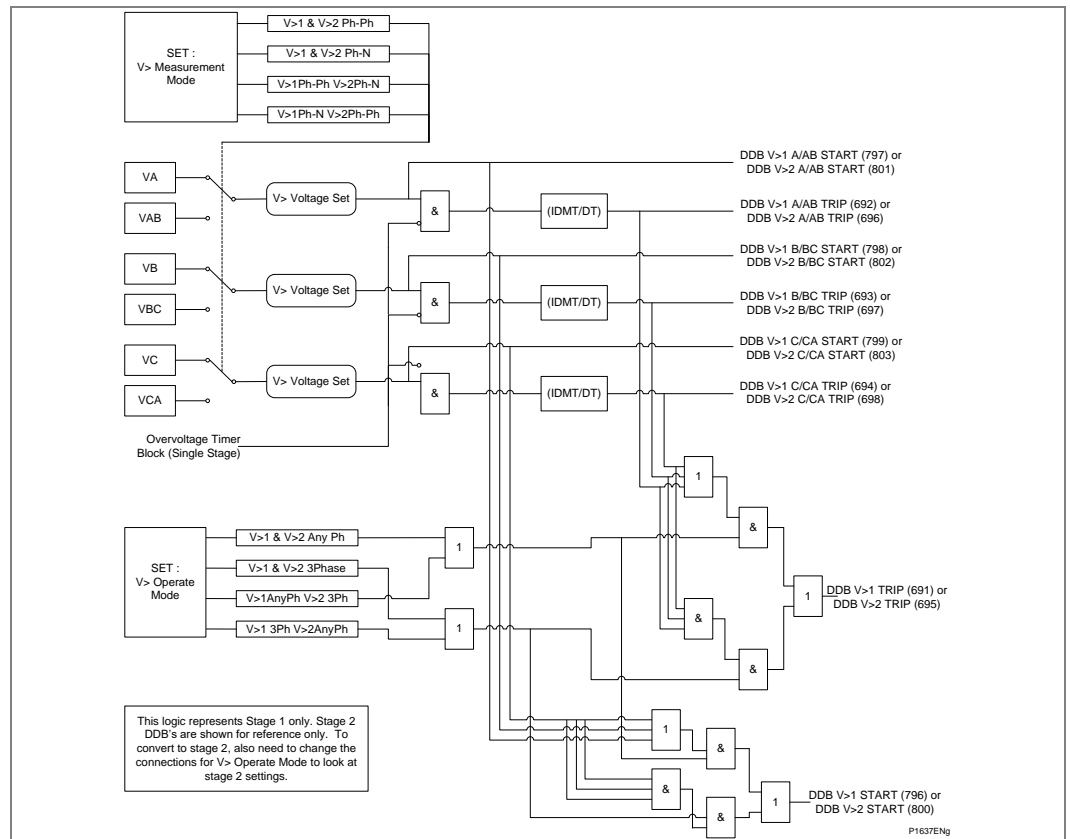 SET :
V> Measurement
Mode
V>1 & V>2 Ph-Ph
V>1 & V>2 Ph-N
V>1Ph-Ph V>2Ph-N
V>1Ph-N V>2Ph-Ph
VA
VAB
VB
VBC
VC
VCA
V> Voltage Set
V> Voltage Set
V> Voltage Set
&
&
&
(IDMT/DT)
(IDMT/DT)
(IDMT/DT)
DDB V>1 A/AB START (797) or
DDB V>2 A/AB START (801)
DDB V>1 A/AB TRIP (692) or
DDB V>2 A/AB TRIP (696)
DDB V>1 B/BC START (798) or
DDB V>2 B/BC START (802)
DDB V>1 B/BC TRIP (693) or
DDB V>2 B/BC TRIP (697)
DDB V>1 C/CA START (799) or
DDB V>2 C/CA START (803)
DDB V>1 C/CA TRIP (694) or
DDB V>2 C/CA TRIP (698)
Overvoltage Timer
Block (Single Stage)
SET :
V> Operate
Mode
V>1 & V>2 Any Ph
V>1 & V>2 3Phase
V>1AnyPh V>2 3Ph
V>1 3Ph V>2AnyPh
1
1
1
&
&
&
1
DDB V>1 TRIP (691) or
DDB V>2 TRIP (695)
1
&
&
&
1
DDB V>1 START (796) or
DDB V>2 START (800)
This logic represents Stage 1 only. Stage 2
DDB's are shown for reference only. To
convert to stage 2, also need to change the
connections for V> Operate Mode to look at
stage 2 settings.
P1637ENg